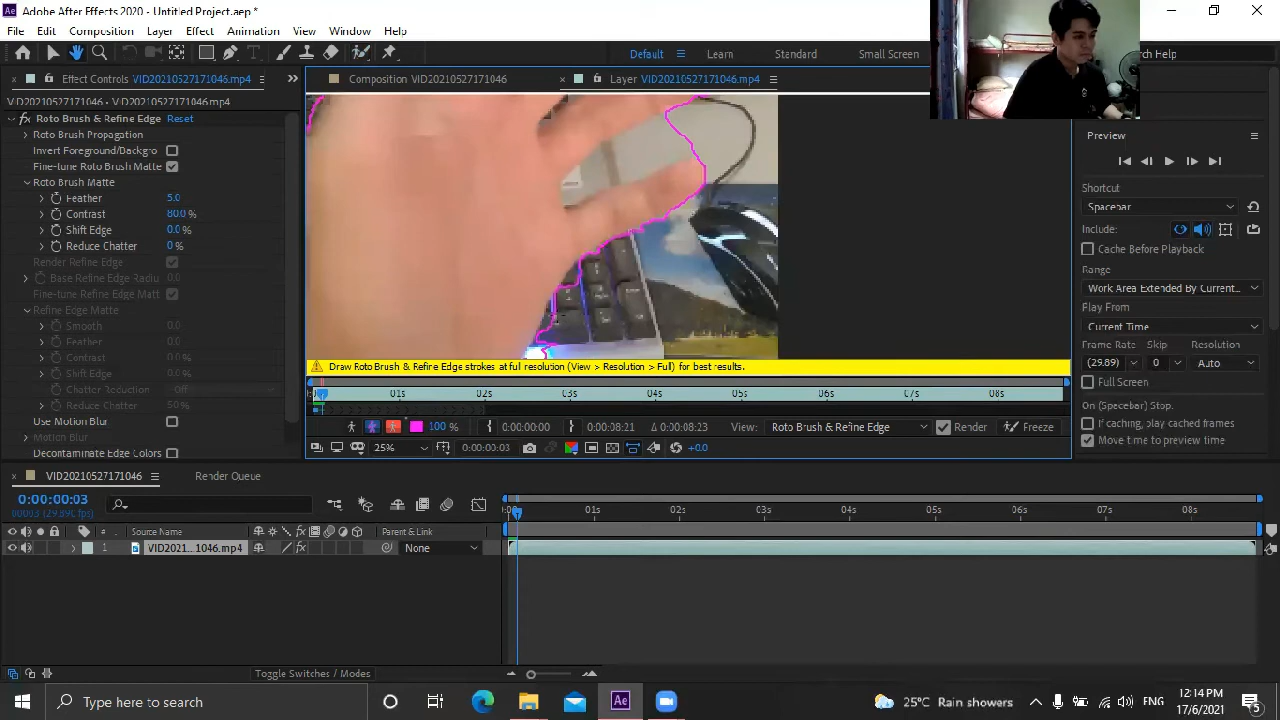 Adobe After Effects 2020 - Untitled Project.aep *
File Edit Composition Layer Effect Animation View Window Help
Default Learn Standard Small Screen
Effect Controls VID20210527171046.mp4
VID20210527171046 • VID20210527171046.mp4
Composition VID20210527171046
Layer VID20210527171046.mp4
Roto Brush & Refine Edge Reset
Roto Brush Propagation
Invert Foreground/Backgro
Fine-tune Roto Brush Matte
Roto Brush Matte
Feather 5.0
Contrast 80.0 %
Shift Edge 0.0 %
Reduce Chatter 0 %
Render Refine Edge
Base Refine Edge Radiu 0.0
Fine-tune Refine Edge Matt
Refine Edge Matte
Smooth 0.0
Feather 0.0
Contrast 0.0 %
Shift Edge 0.0 %
Chatter Reduction Off
Reduce Chatter 50 %
Use Motion Blur
Motion Blur
Decontaminate Edge Colors
Draw Roto Brush & Refine Edge strokes at full resolution (View > Resolution > Full) for best results.
01s 02s 03s 04s 05s 06s 07s 08s
100 % 0:00:00:00 0:00:08:21 Δ 0:00:08:23 View: Roto Brush & Refine Edge Render Freeze
25% 0:00:00:03 +0.0
Search Help
Preview
Shortcut
Spacebar
Include:
Cache Before Playback
Range
Work Area Extended By Current...
Play From
Current Time
Frame Rate Skip Resolution
(29.89) 0 Auto
Full Screen
On (Spacebar) Stop:
If caching, play cached frames
Move time to preview time
VID20210527171046 Render Queue
0:00:00:03
00003 (29.890 fps)
# Source Name Parent & Link
1 VID2021...1046.mp4 None
01s 02s 03s 04s 05s 06s 07s 08s
Toggle Switches / Modes
Type here to search
25°C Rain showers
ENG
12:14 PM
17/6/2021
5